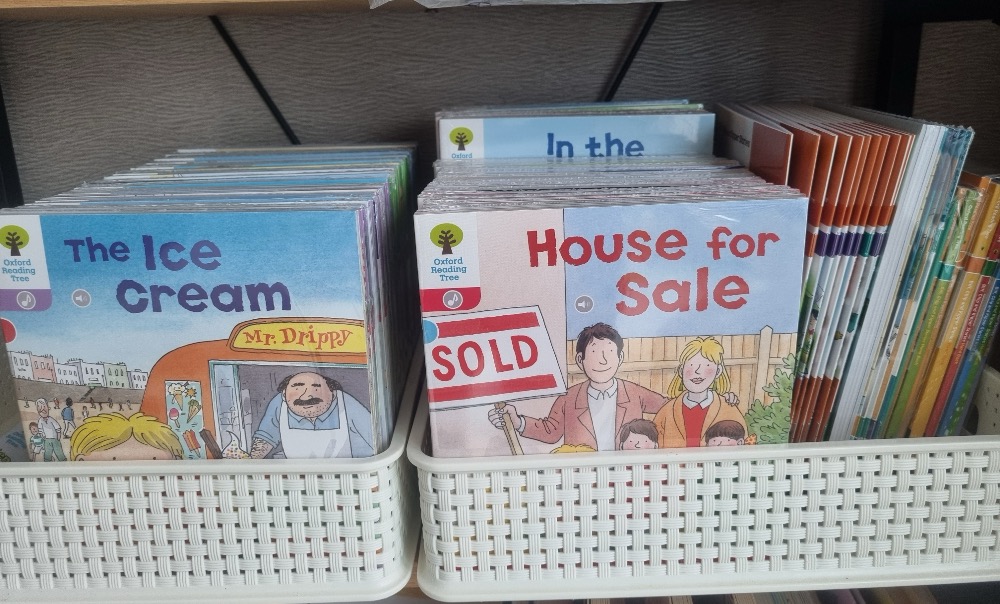 Oxford
Reading
Tree
The Ice
Cream
Mr. Drippy
Oxford
In the
Oxford
Reading
Tree
House for
Sale
SOLD